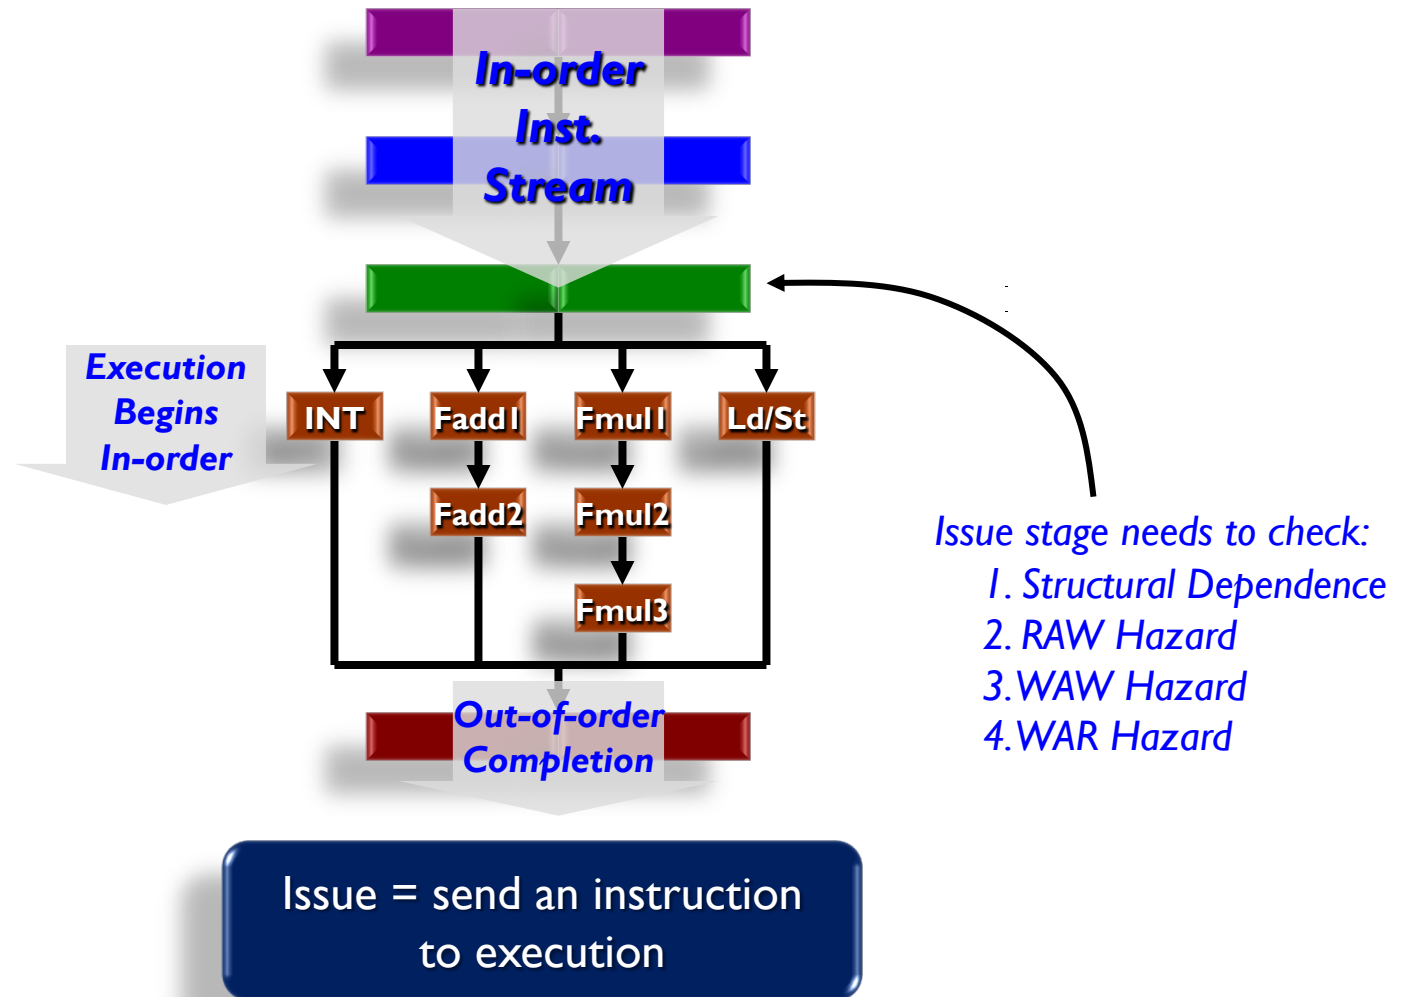 In-order
Inst.
Stream
Execution
Begins
In-order
INT
Fadd1
Fmul1
Ld/St
Fadd2
Fmul2
Fmul3
Issue stage needs to check:
1. Structural Dependence
2. RAW Hazard
3. WAW Hazard
4. WAR Hazard
Out-of-order
Completion
Issue = send an instruction
to execution